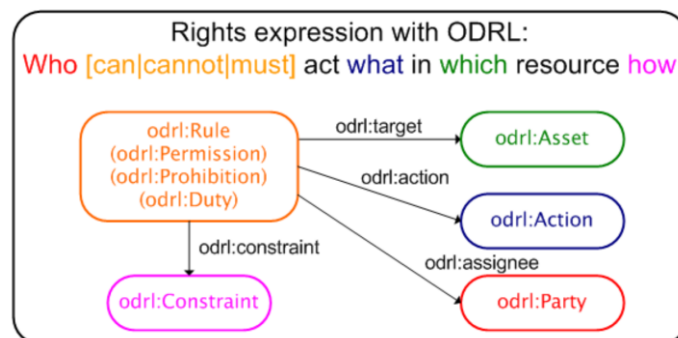 Rights expression with ODRL:
Who [can|cannot|must] act what in which resource how
odrl:Rule
(odrl:Permission)
(odrl:Prohibition)
(odrl:Duty)
odrl:target
odrl:Asset
odrl:action
odrl:Action
odrl:constraint
odrl:assignee
odrl:Constraint
odrl:Party